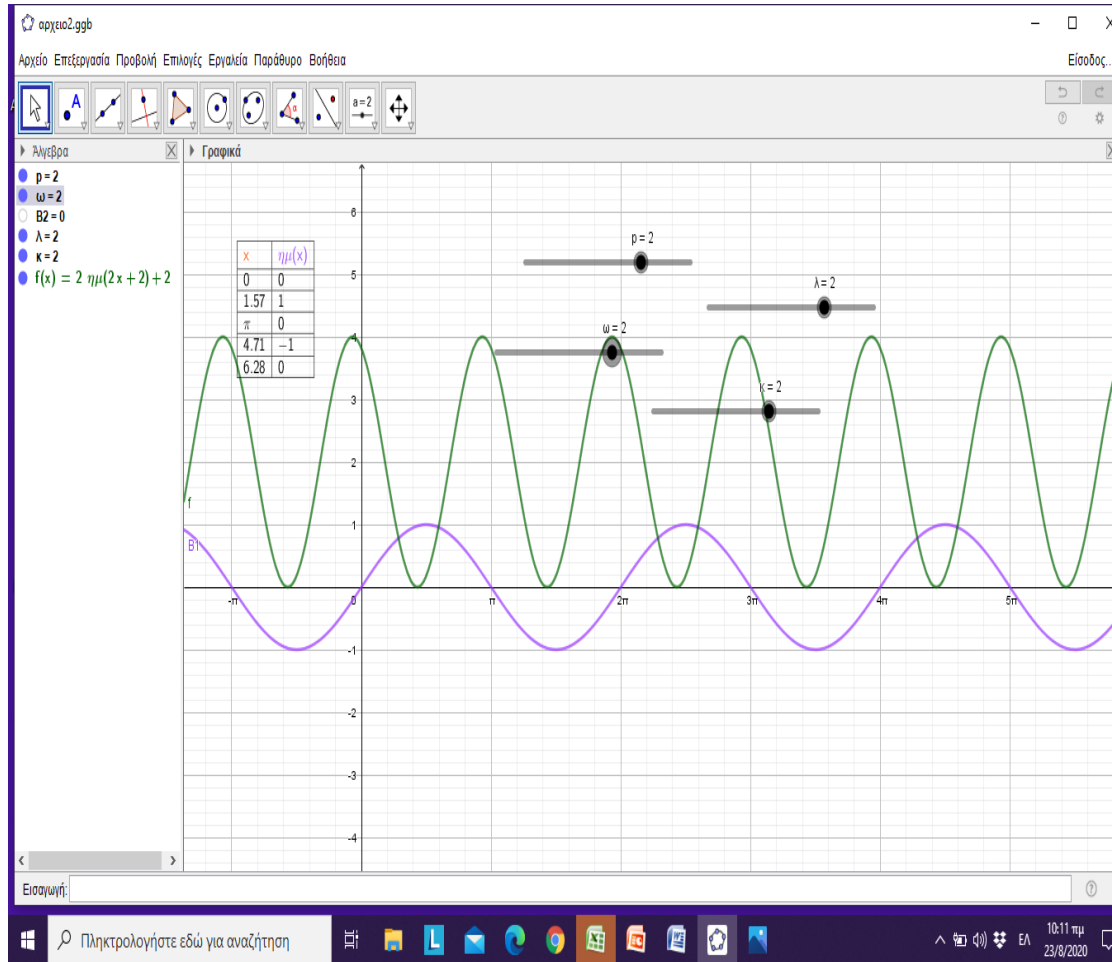 αρχειο2.ggb
Αρχείο Επεξεργασία Προβολή Επιλογές Εργαλεία Παράθυρο Βοήθεια
Είσοδος...
A
α
a = 2
Άλγεβρα
Γραφικά
p = 2
ω = 2
B2 = 0
λ = 2
κ = 2
f(x) = 2 ημ(2x + 2) + 2
x ημ(x)
0 0
1.57 1
π 0
4.71 −1
6.28 0
p = 2
λ = 2
ω = 2
κ = 2
6
5
4
3
2
1
0
-1
-2
-3
-4
-π
π
2π
3π
4π
5π
f
B1
Εισαγωγή:
Πληκτρολογήστε εδώ για αναζήτηση
L
ΕΛ
10:11 πμ
23/8/2020